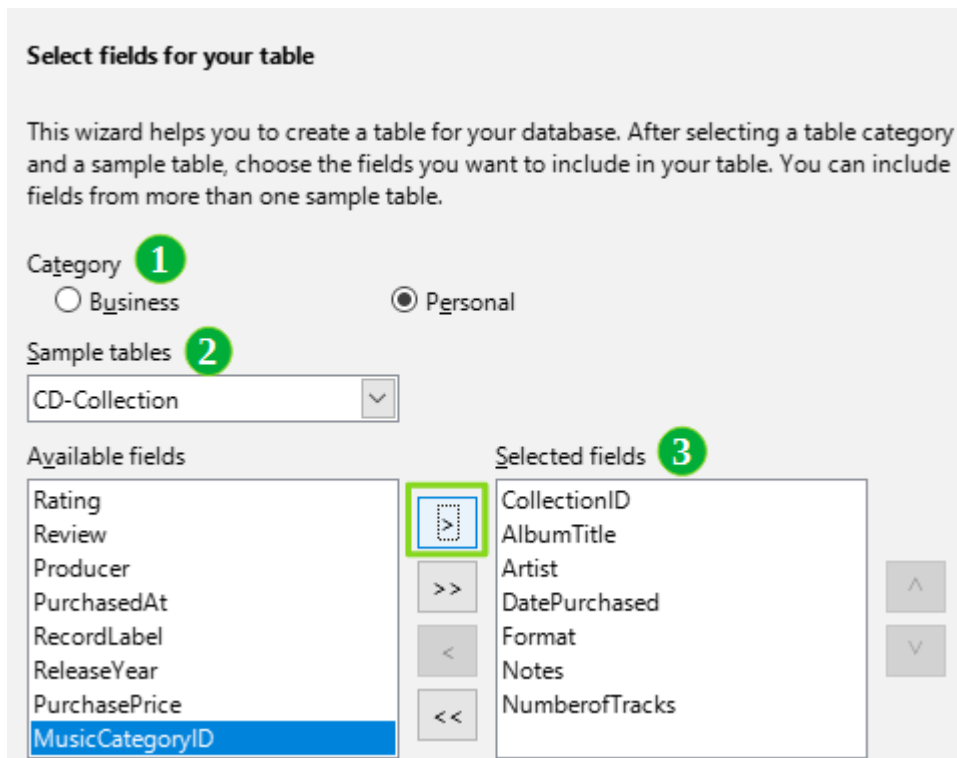 Select fields for your table
This wizard helps you to create a table for your database. After selecting a table category
and a sample table, choose the fields you want to include in your table. You can include
fields from more than one sample table.
Category 1
Business Personal
Sample tables 2
CD-Collection
Available fields
Rating
Review
Producer
PurchasedAt
RecordLabel
ReleaseYear
PurchasePrice
MusicCategoryID
>
>>
<
<<
Selected fields 3
CollectionID
AlbumTitle
Artist
DatePurchased
Format
Notes
NumberofTracks